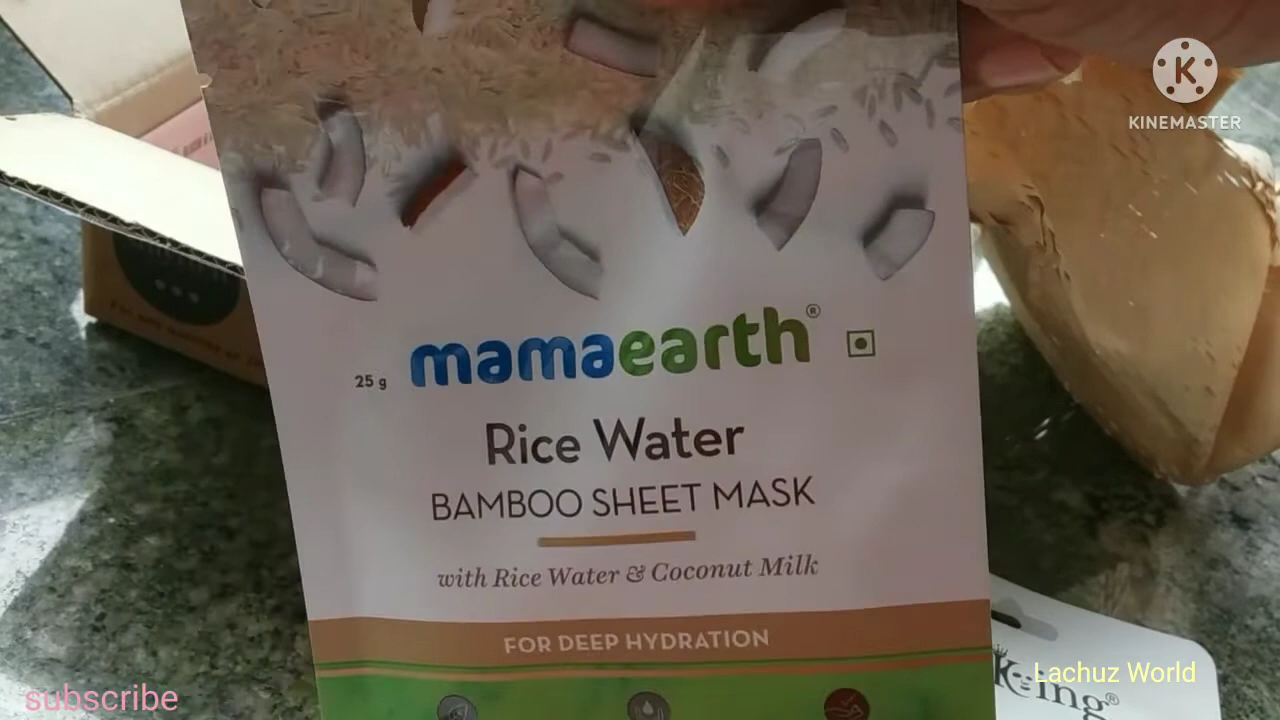 KINEMASTER
mamaearth®
25 g
Rice Water
BAMBOO SHEET MASK
with Rice Water & Coconut Milk
FOR DEEP HYDRATION
King®
Lachuz World
subscribe